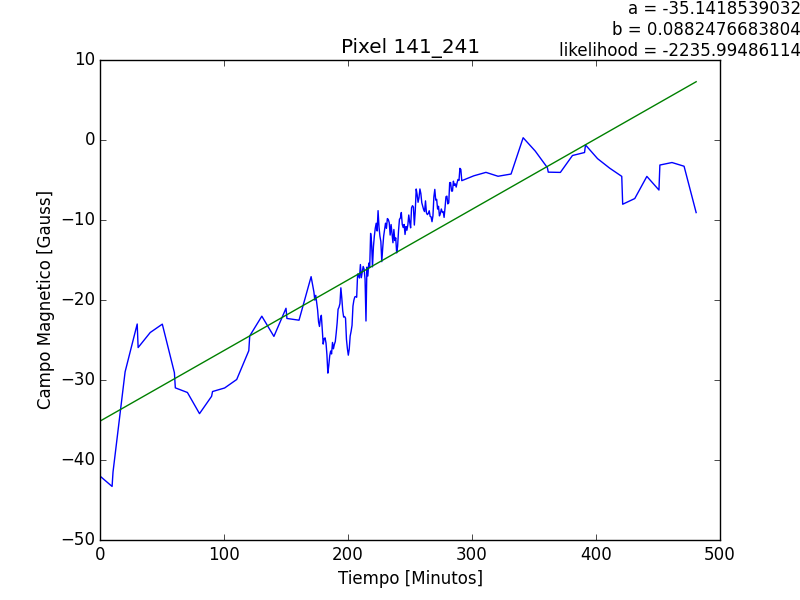 a = -35.1418539032
b = 0.0882476683804
likelihood = -2235.99486114
Pixel 141_241
10
0
−10
−20
−30
−40
−50
Campo Magnetico [Gauss]
0 100 200 300 400 500
Tiempo [Minutos]